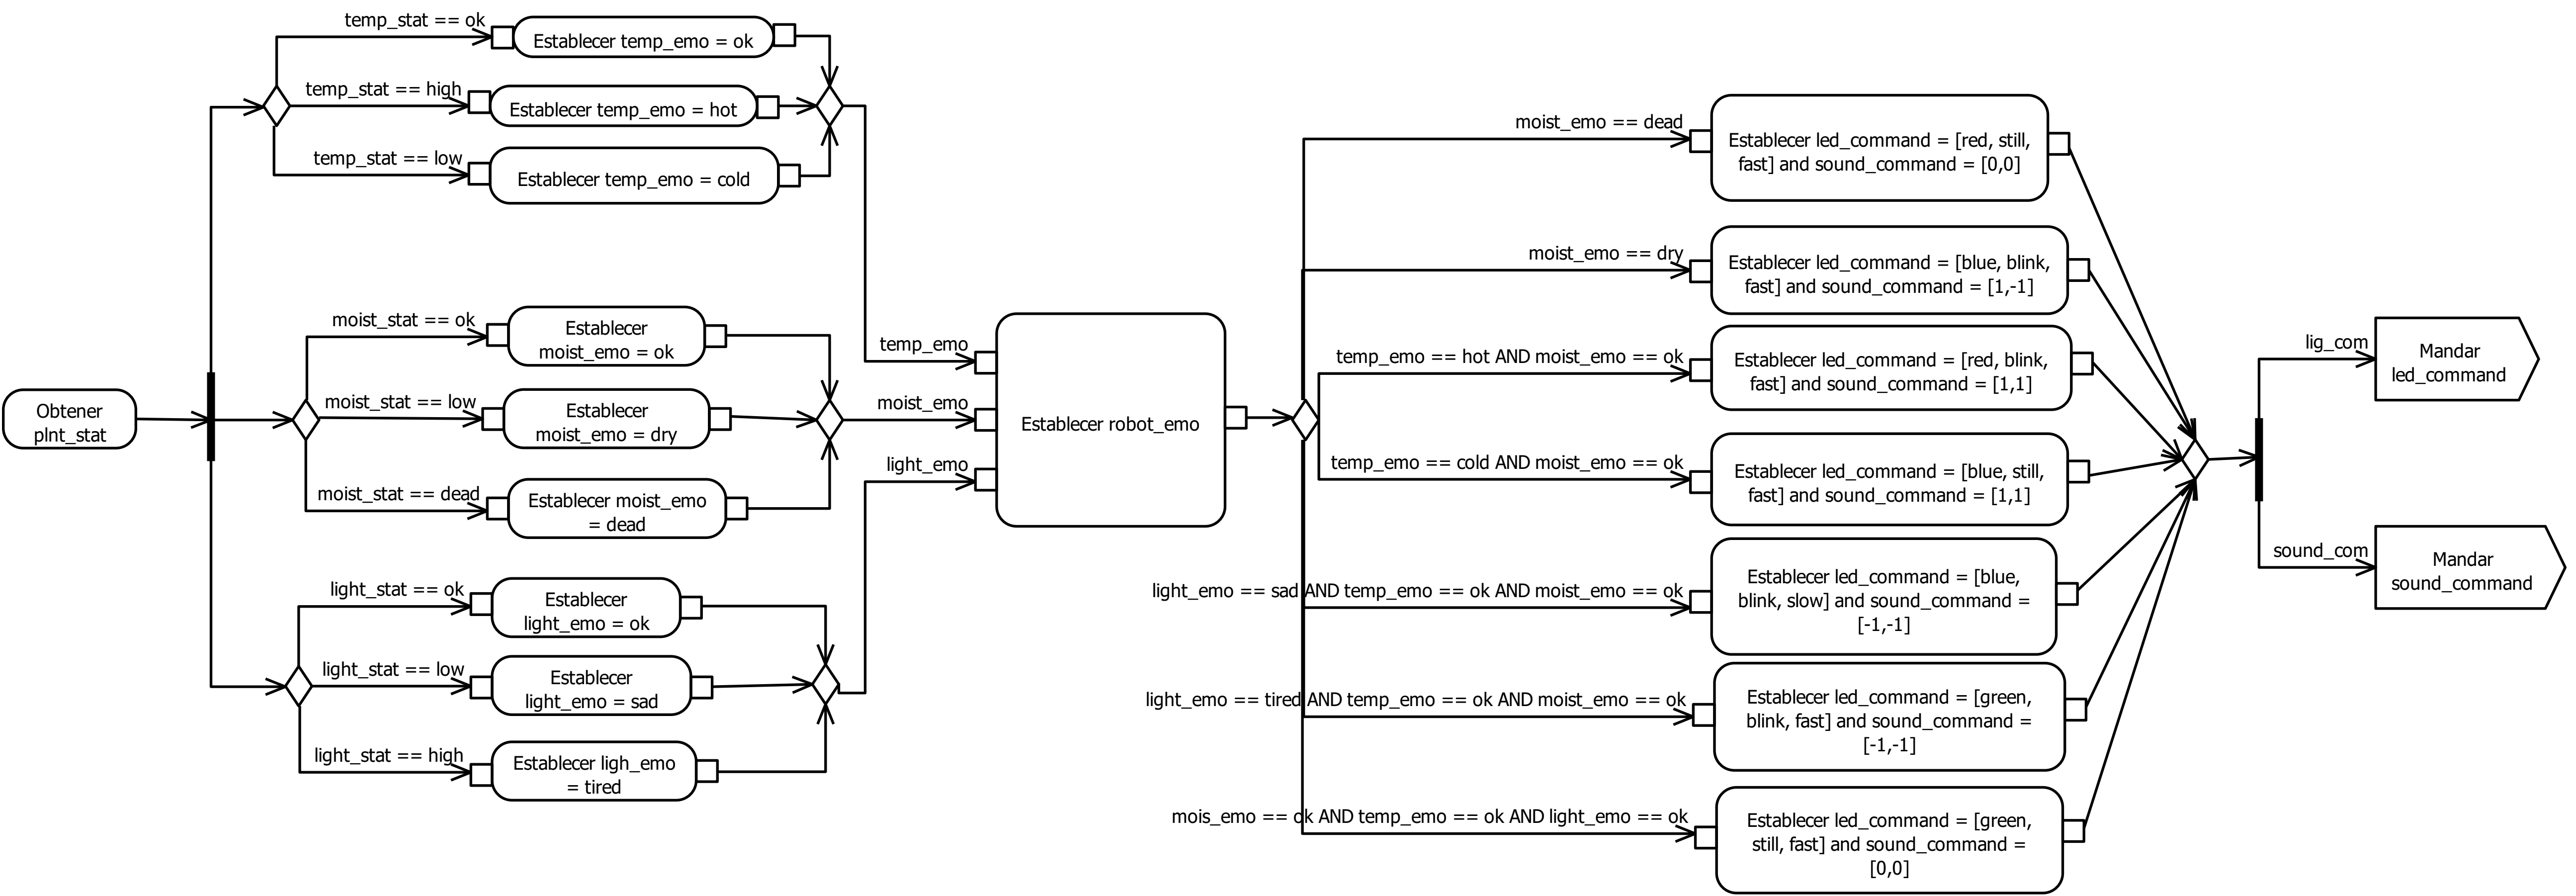 temp_stat == ok
Establecer temp_emo = ok
temp_stat == high
Establecer temp_emo = hot
temp_stat == low
Establecer temp_emo = cold
Obtener
plnt_stat
moist_stat == ok
Establecer
moist_emo = ok
moist_stat == low
Establecer
moist_emo = dry
moist_stat == dead
Establecer moist_emo
= dead
light_stat == ok
Establecer
light_emo = ok
light_stat == low
Establecer
light_emo = sad
light_stat == high
Establecer ligh_emo
= tired
temp_emo
moist_emo
light_emo
Establecer robot_emo
moist_emo == dead
Establecer led_command = [red, still,
fast] and sound_command = [0,0]
moist_emo == dry
Establecer led_command = [blue, blink,
fast] and sound_command = [1,-1]
temp_emo == hot AND moist_emo == ok
Establecer led_command = [red, blink,
fast] and sound_command = [1,1]
temp_emo == cold AND moist_emo == ok
Establecer led_command = [blue, still,
fast] and sound_command = [1,1]
light_emo == sad AND temp_emo == ok AND moist_emo == ok
Establecer led_command = [blue,
blink, slow] and sound_command =
[-1,-1]
light_emo == tired AND temp_emo == ok AND moist_emo == ok
Establecer led_command = [green,
blink, fast] and sound_command =
[-1,-1]
mois_emo == ok AND temp_emo == ok AND light_emo == ok
Establecer led_command = [green,
still, fast] and sound_command =
[0,0]
lig_com
Mandar
led_command
sound_com
Mandar
sound_command